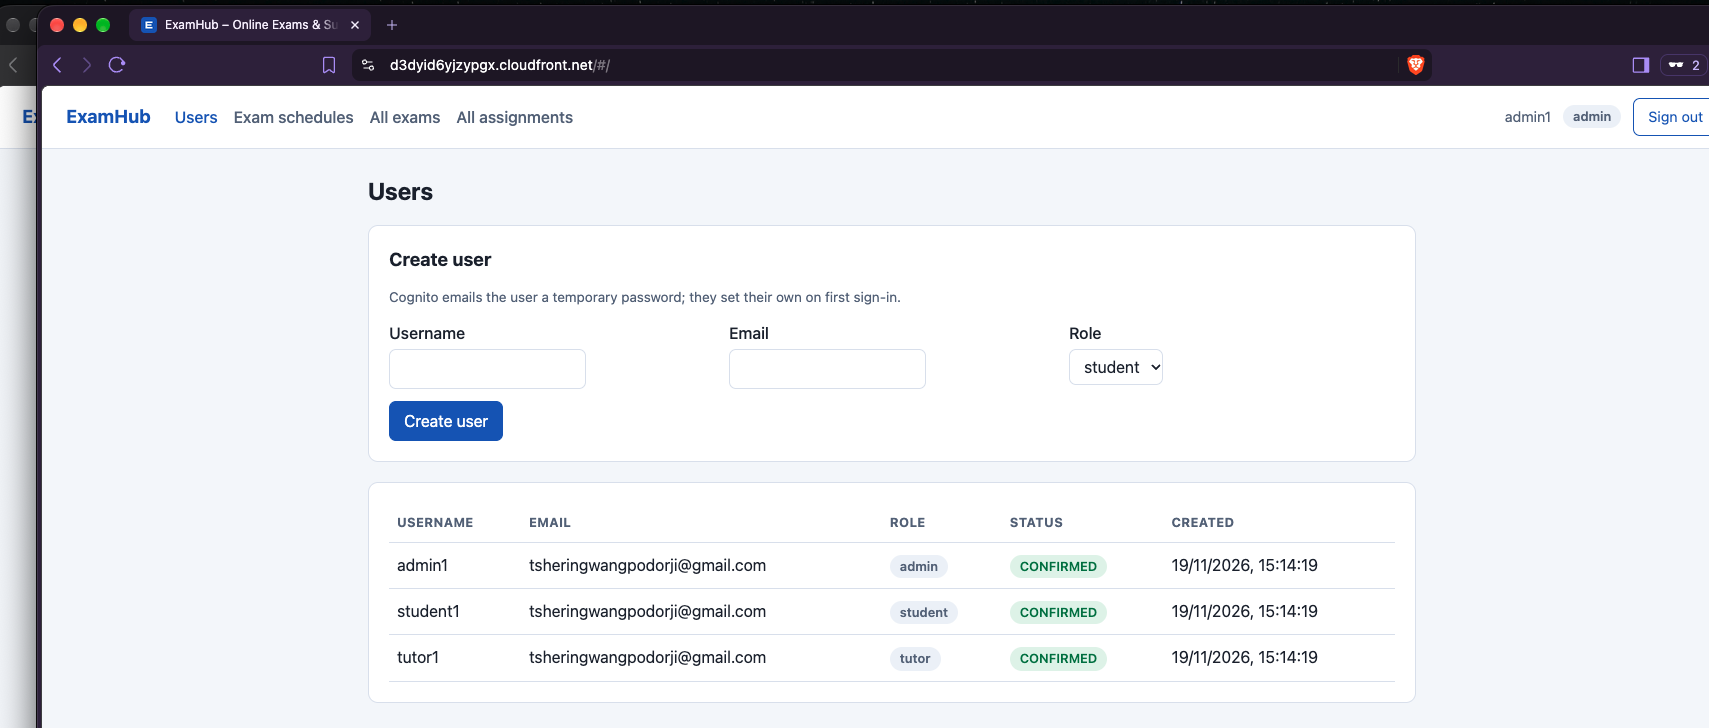 E ExamHub – Online Exams & Su
d3dyid6yjzypgx.cloudfront.net/#/
2
ExamHub Users Exam schedules All exams All assignments admin1 admin Sign out
Users
Create user
Cognito emails the user a temporary password; they set their own on first sign-in.
Username Email Role
student
Create user
USERNAME EMAIL ROLE STATUS CREATED
admin1 tsheringwangpodorji@gmail.com admin CONFIRMED 19/11/2026, 15:14:19
student1 tsheringwangpodorji@gmail.com student CONFIRMED 19/11/2026, 15:14:19
tutor1 tsheringwangpodorji@gmail.com tutor CONFIRMED 19/11/2026, 15:14:19